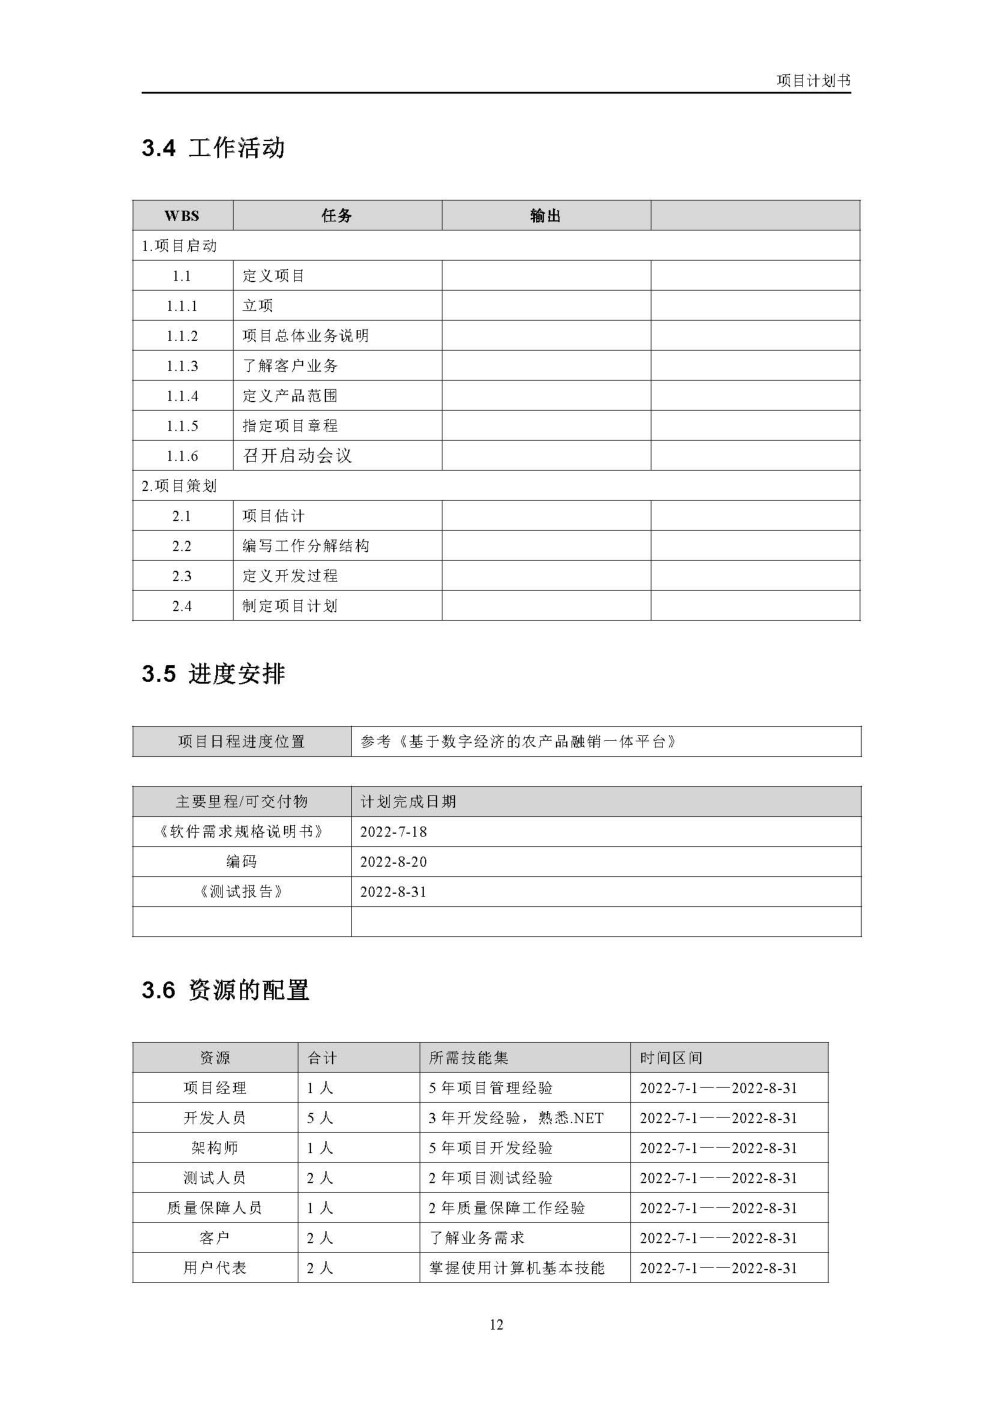 项目计划书
3.4 工作活动
WBS 任务 输出
1.项目启动
1.1 定义项目
1.1.1 立项
1.1.2 项目总体业务说明
1.1.3 了解客户业务
1.1.4 定义产品范围
1.1.5 指定项目章程
1.1.6 召开启动会议
2.项目策划
2.1 项目估计
2.2 编写工作分解结构
2.3 定义开发过程
2.4 制定项目计划
3.5 进度安排
项目日程进度位置 参考《基于数字经济的农产品融销一体平台》
主要里程/可交付物 计划完成日期
《软件需求规格说明书》 2022-7-18
编码 2022-8-20
《测试报告》 2022-8-31
3.6 资源的配置
资源 合计 所需技能集 时间区间
项目经理 1 人 5 年项目管理经验 2022-7-1——2022-8-31
开发人员 5 人 3 年开发经验，熟悉.NET 2022-7-1——2022-8-31
架构师 1 人 5 年项目开发经验 2022-7-1——2022-8-31
测试人员 2 人 2 年项目测试经验 2022-7-1——2022-8-31
质量保障人员 1 人 2 年质量保障工作经验 2022-7-1——2022-8-31
客户 2 人 了解业务需求 2022-7-1——2022-8-31
用户代表 2 人 掌握使用计算机基本技能 2022-7-1——2022-8-31
12